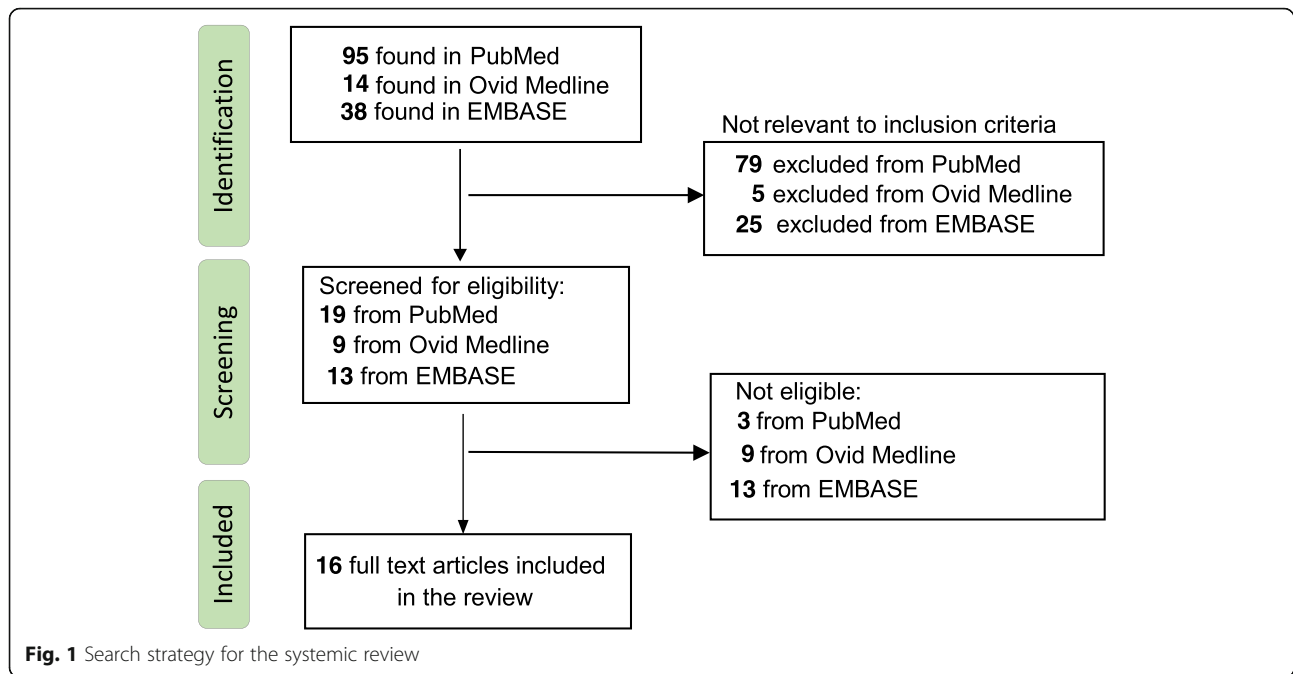 Identification
95 found in PubMed
14 found in Ovid Medline
38 found in EMBASE
Not relevant to inclusion criteria
79 excluded from PubMed
5 excluded from Ovid Medline
25 excluded from EMBASE
Screening
Screened for eligibility:
19 from PubMed
9 from Ovid Medline
13 from EMBASE
Not eligible:
3 from PubMed
9 from Ovid Medline
13 from EMBASE
Included
16 full text articles included
in the review
Fig. 1 Search strategy for the systemic review